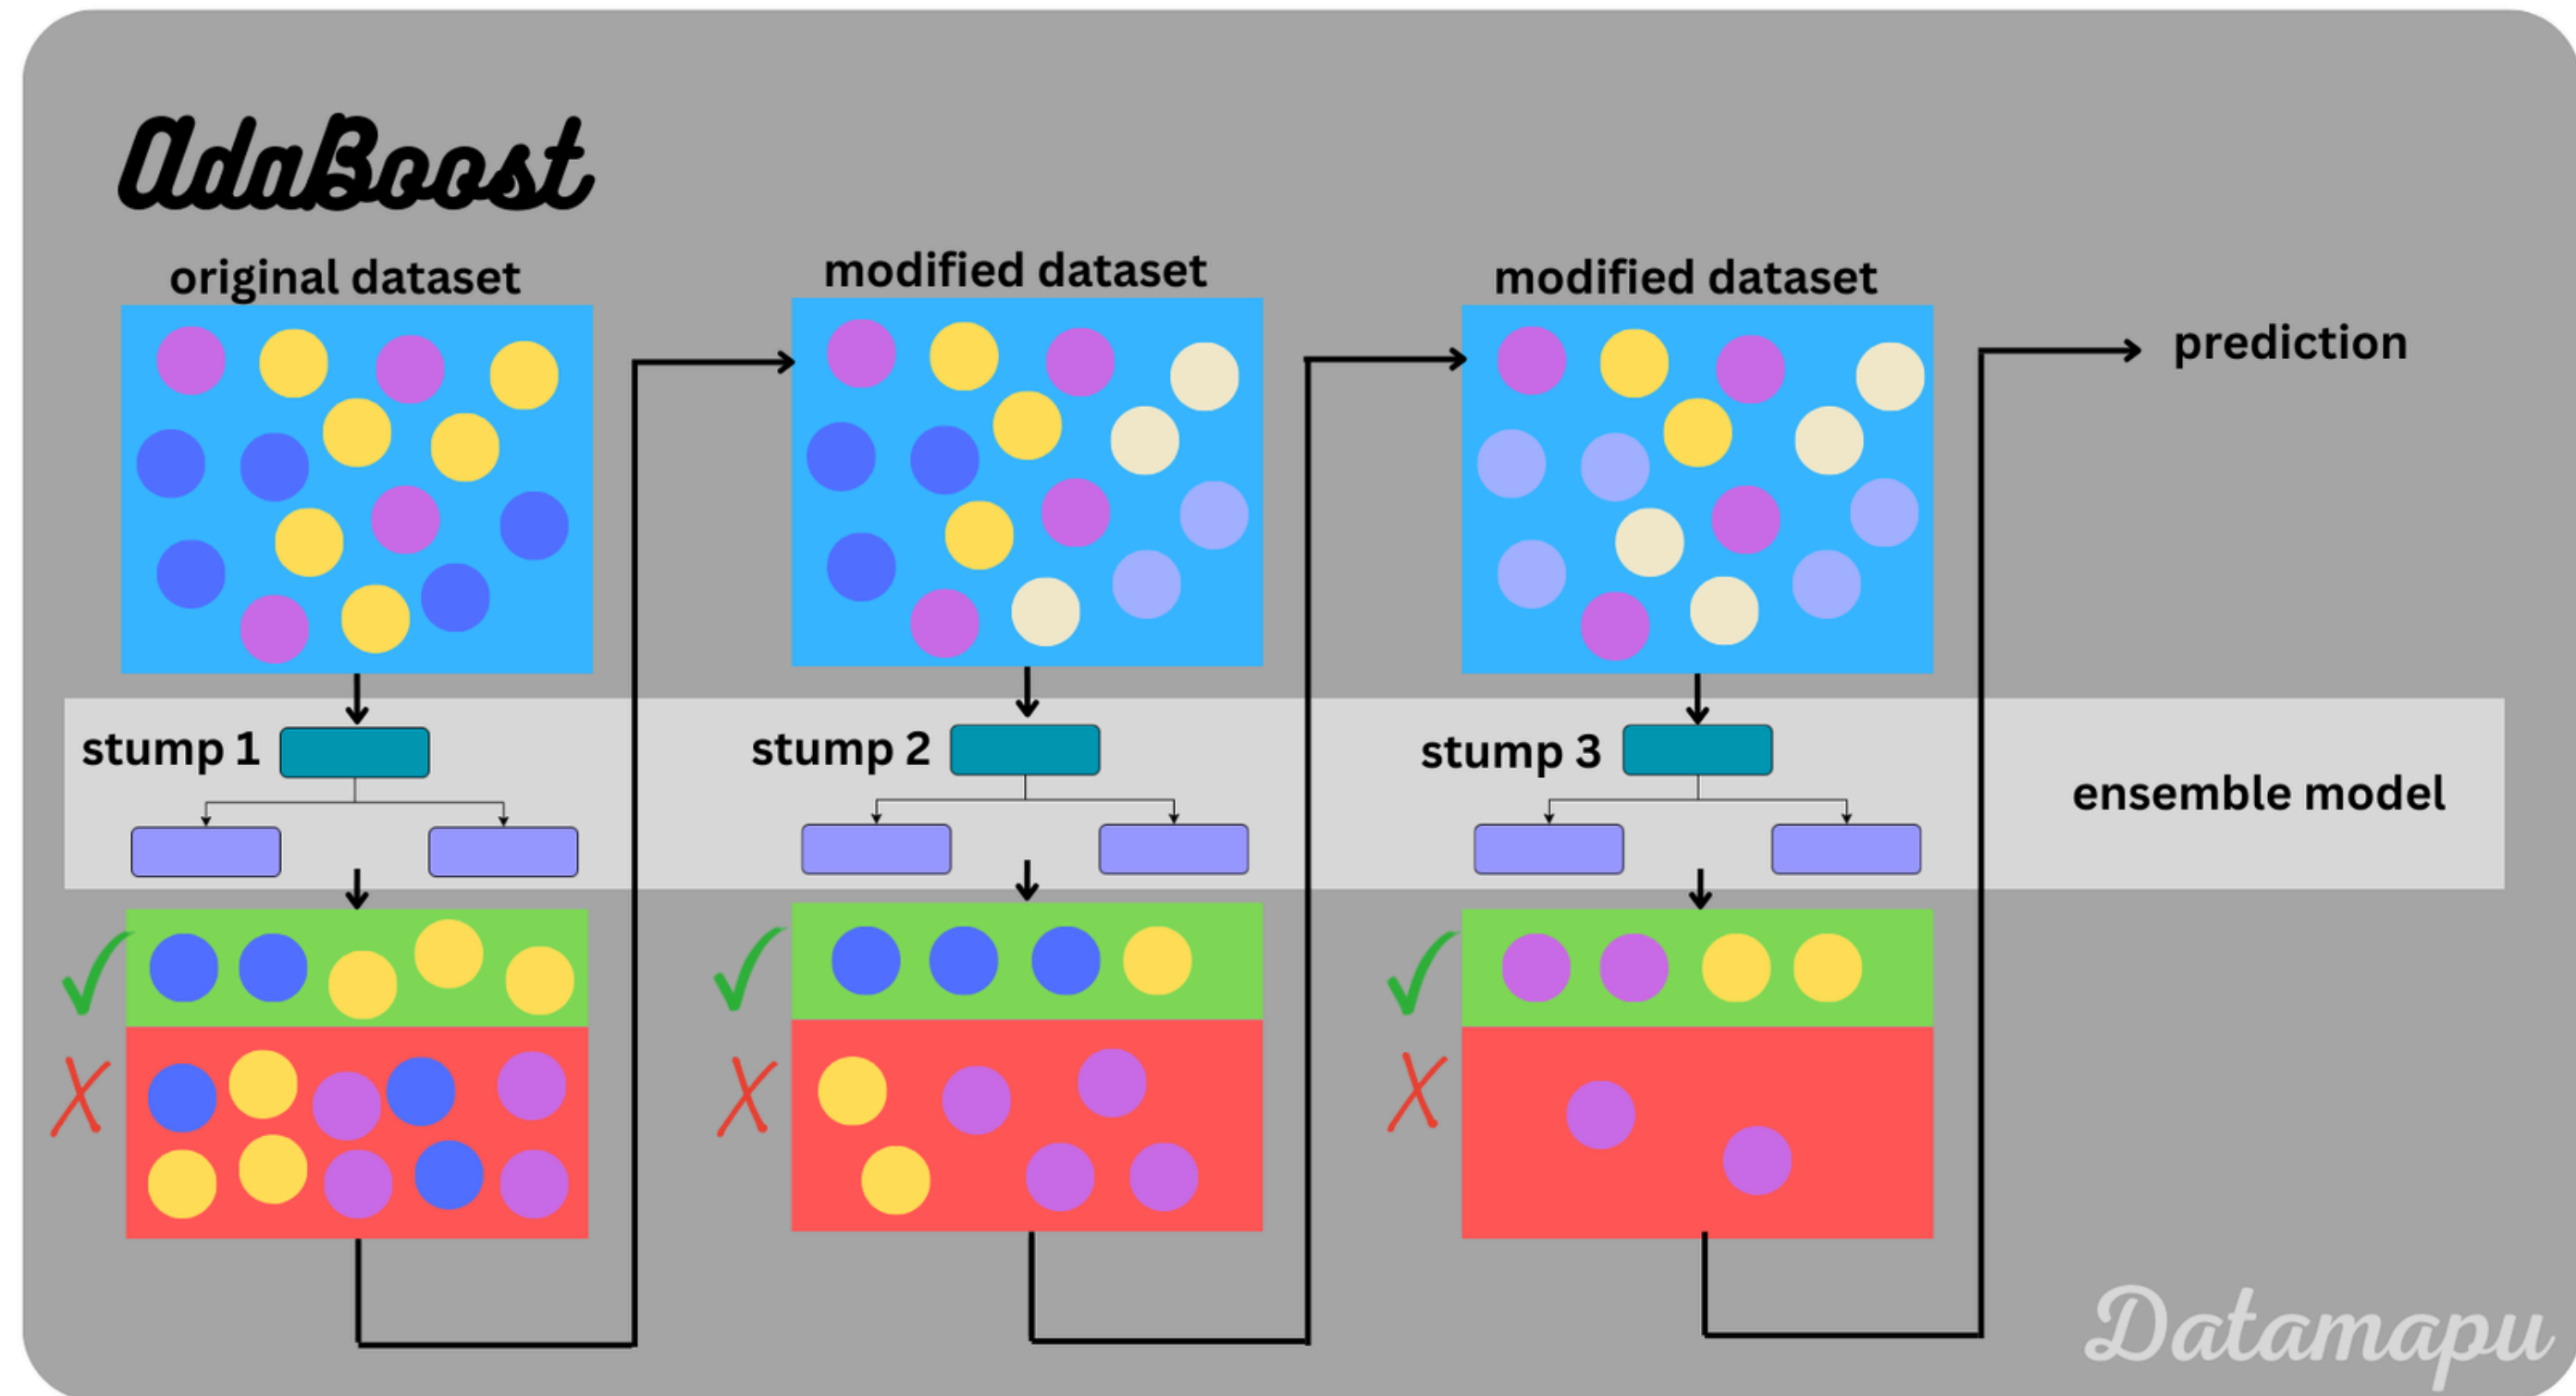 AdaBoost
original dataset
modified dataset
modified dataset
prediction
stump 1
stump 2
stump 3
ensemble model
Datamapu